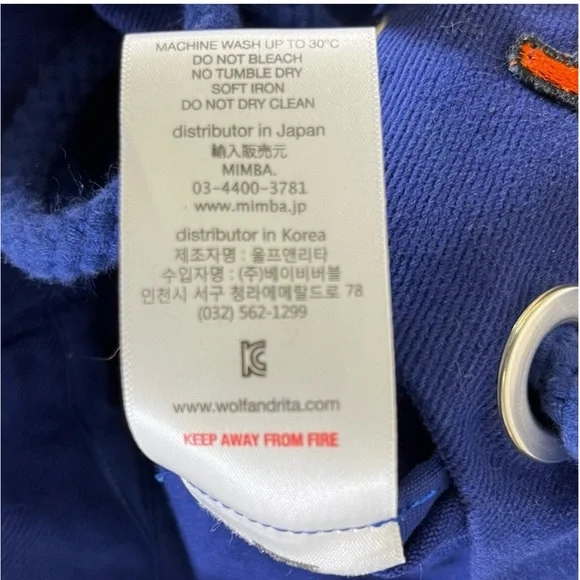 MACHINE WASH UP TO 30°C
DO NOT BLEACH
NO TUMBLE DRY
SOFT IRON
DO NOT DRY CLEAN
distributor in Japan
輸入販売元
MIMBA.
03-4400-3781
www.mimba.jp
distributor in Korea
제조자명 : 울프앤리타
수입자명 : (주)베이비버블
인천시 서구 청라에메랄드로 78
(032) 562-1299
KC
www.wolfandrita.com
KEEP AWAY FROM FIRE